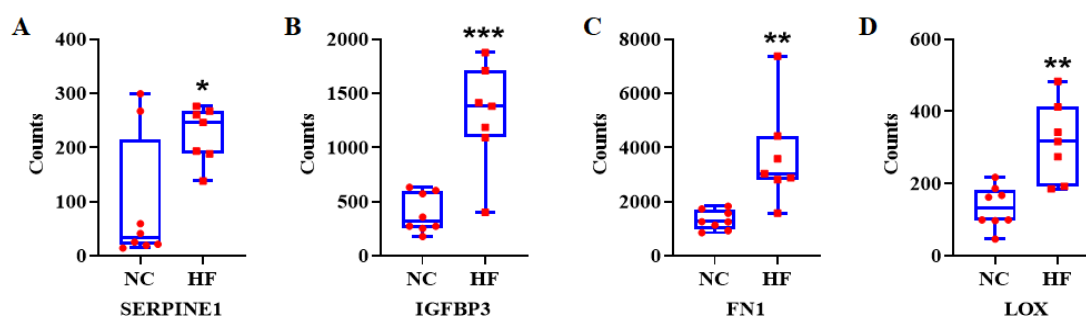 A
Counts
400
300
200
100
0
*
NC HF
SERPINE1
B
Counts
2000
1500
1000
500
0
***
NC HF
IGFBP3
C
Counts
8000
6000
4000
2000
0
**
NC HF
FN1
D
Counts
600
400
200
0
**
NC HF
LOX